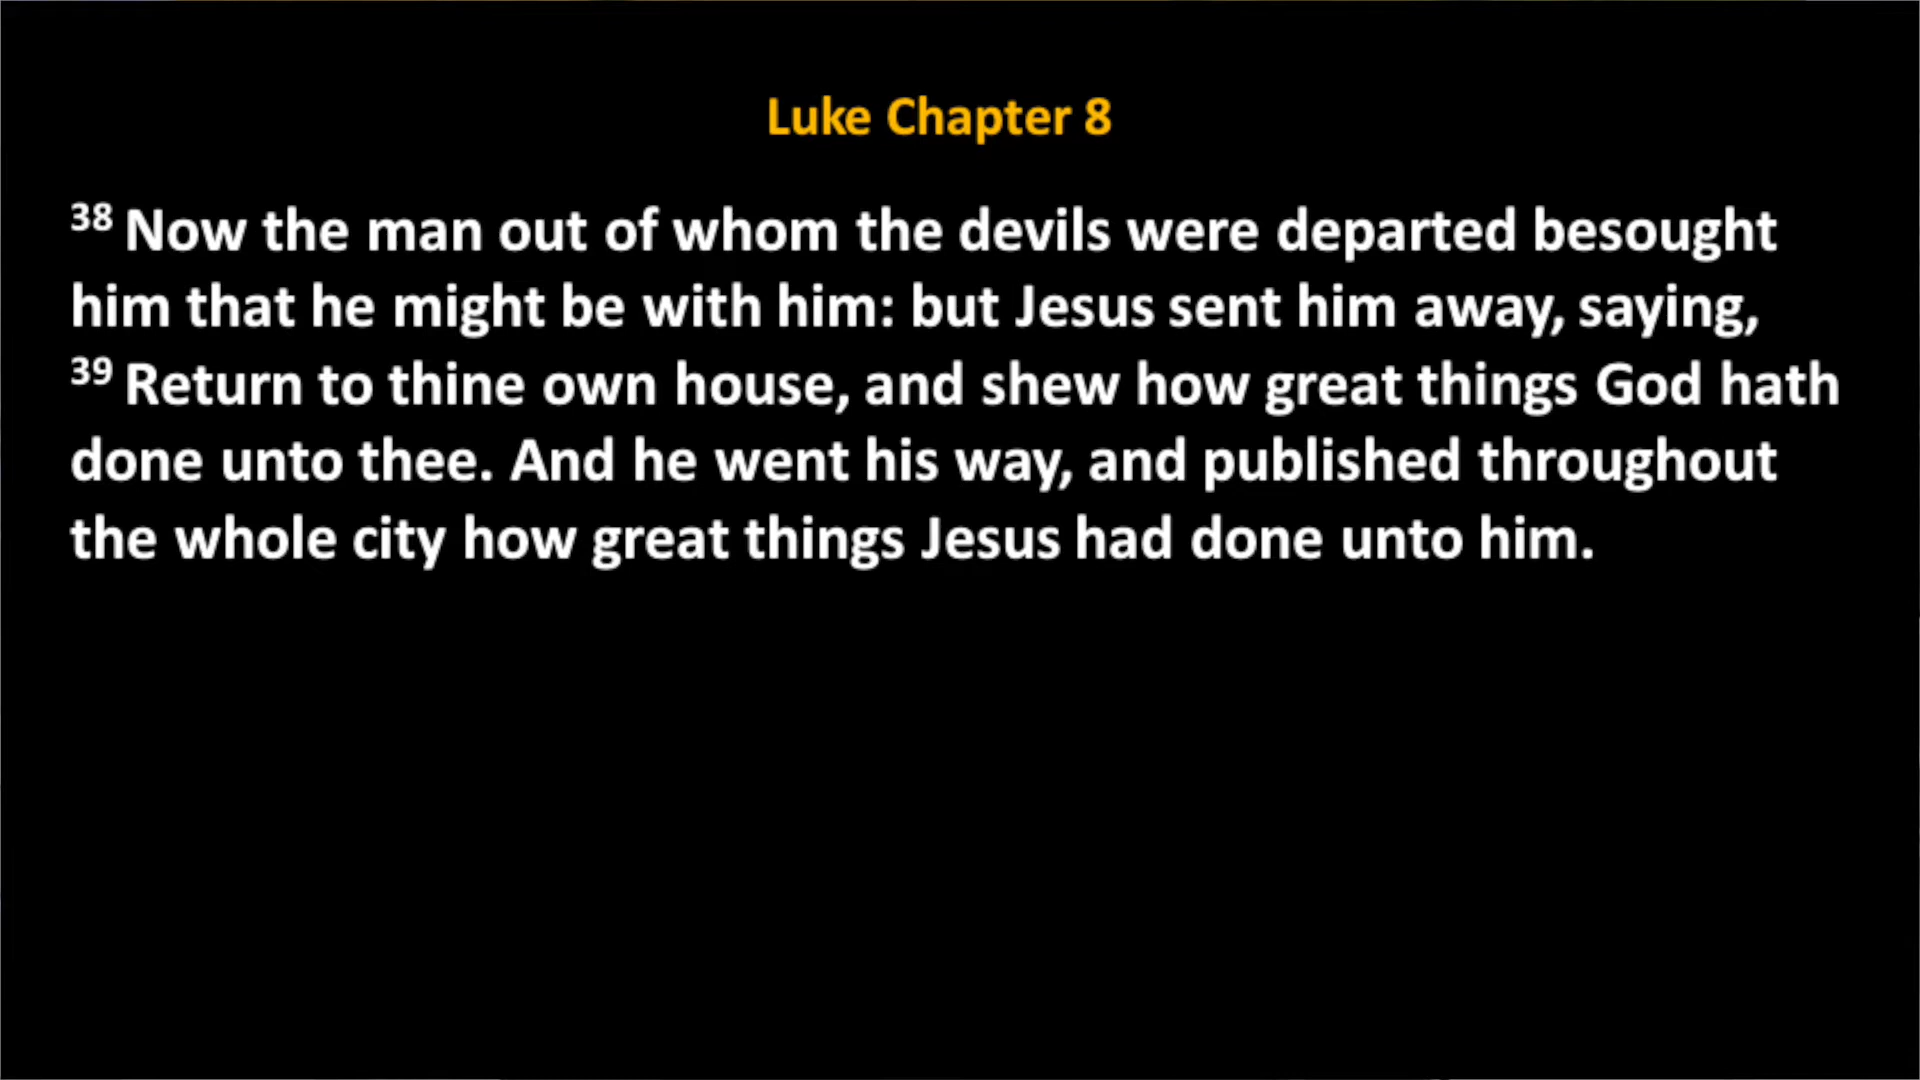 Luke Chapter 8
38 Now the man out of whom the devils were departed besought
him that he might be with him: but Jesus sent him away, saying,
39 Return to thine own house, and shew how great things God hath
done unto thee. And he went his way, and published throughout
the whole city how great things Jesus had done unto him.